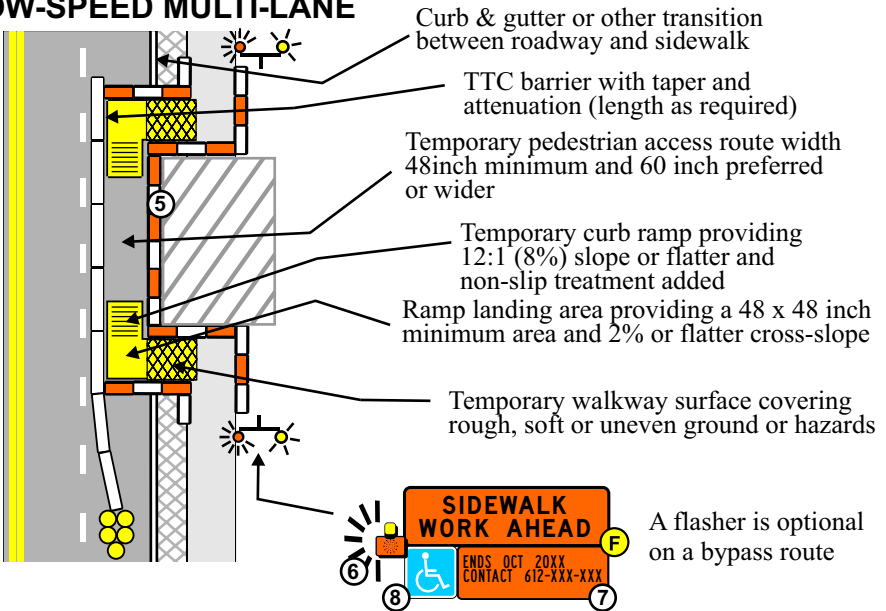 OW-SPEED MULTI-LANE
Curb & gutter or other transition
between roadway and sidewalk
TTC barrier with taper and
attenuation (length as required)
Temporary pedestrian access route width
48inch minimum and 60 inch preferred
or wider
5
Temporary curb ramp providing
12:1 (8%) slope or flatter and
non-slip treatment added
Ramp landing area providing a 48 x 48 inch
minimum area and 2% or flatter cross-slope
Temporary walkway surface covering
rough, soft or uneven ground or hazards
SIDEWALK
WORK AHEAD
F
A flasher is optional
on a bypass route
6
ENDS OCT 20XX
CONTACT 612-XXX-XXX
8
7